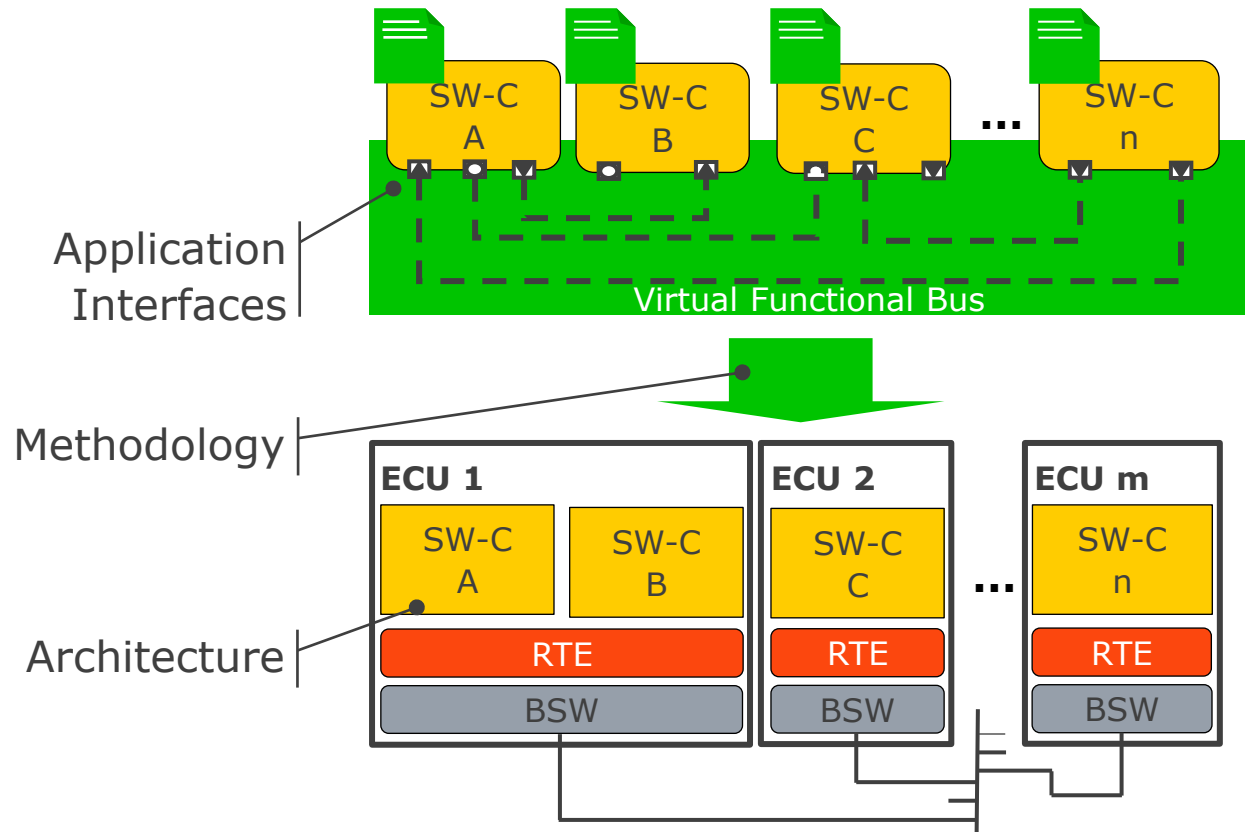 SW-C
A
SW-C
B
SW-C
C
...
SW-C
n
Application
Interfaces
Virtual Functional Bus
Methodology
ECU 1
ECU 2
ECU m
SW-C
A
SW-C
B
SW-C
C
...
SW-C
n
Architecture
RTE
RTE
RTE
BSW
BSW
BSW